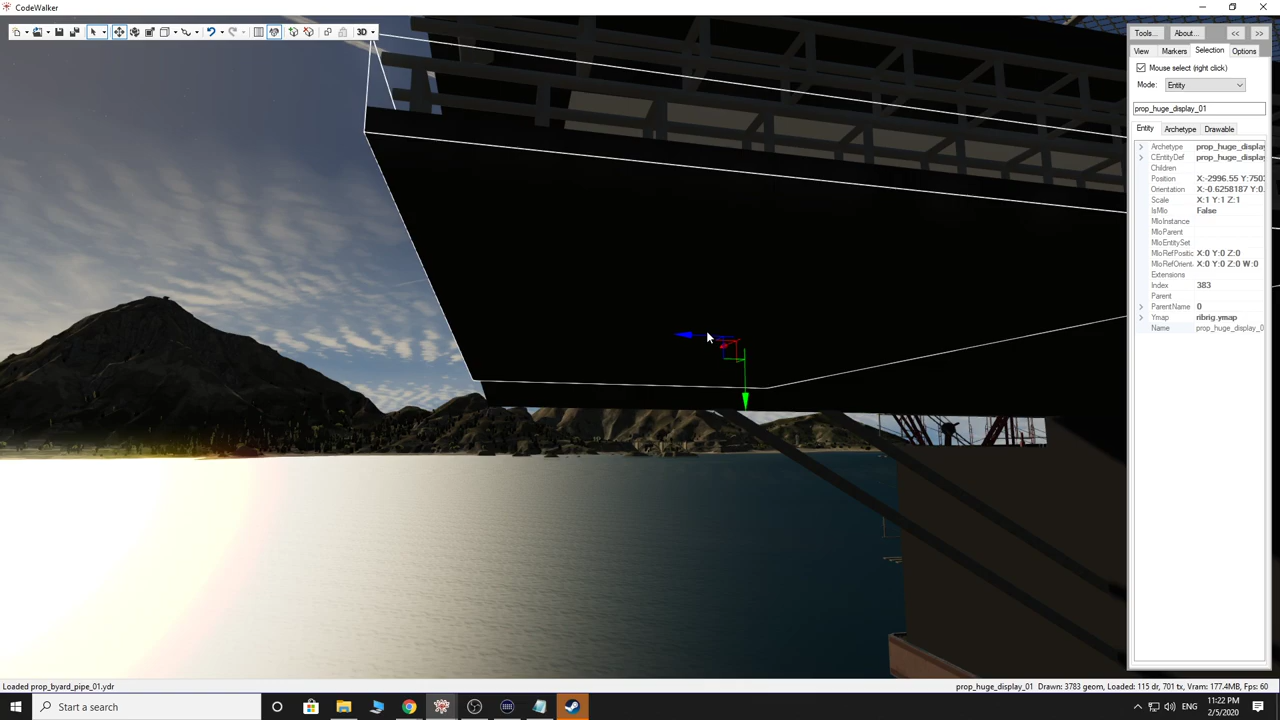 CodeWalker
3D
Tools... About... << >>
View Markers Selection Options
Mouse select (right click)
Mode: Entity
prop_huge_display_01
Entity Archetype Drawable
Archetype prop_huge_display
CEntityDef prop_huge_display
Children
Position X:-2996.55 Y:750
Orientation X:-0.6258187 Y:0.
Scale X:1 Y:1 Z:1
IsMlo False
MloInstance
MloParent
MloEntitySet
MloRefPositic X:0 Y:0 Z:0
MloRefOrient. X:0 Y:0 Z:0 W:0
Extensions
Index 383
Parent
ParentName 0
Ymap ribrig.ymap
Name prop_huge_display_0
Loaded prop_byard_pipe_01.ydr
prop_huge_display_01 Drawn: 3783 geom, Loaded: 115 dr, 701 tx, Vram: 177.4MB, Fps: 60
Start a search
ENG
11:22 PM
2/5/2020